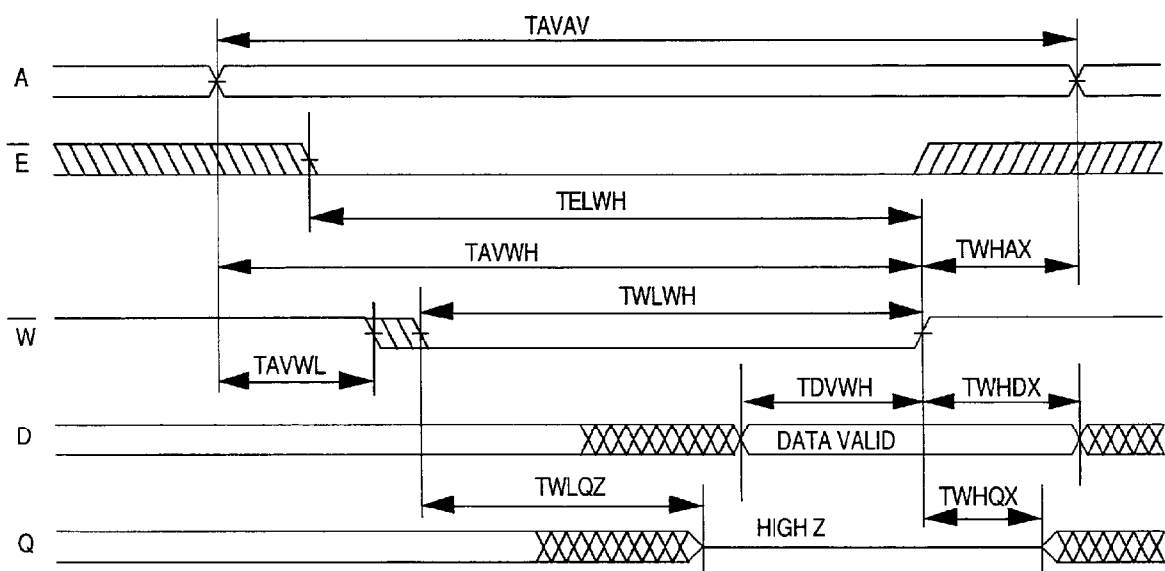 TAVAV
A
E
TELWH
TAVWH TWHAX
TWLWH
W
TAVWL
TDVWH TWHDX
D DATA VALID
TWLQZ TWHQX
Q HIGH Z